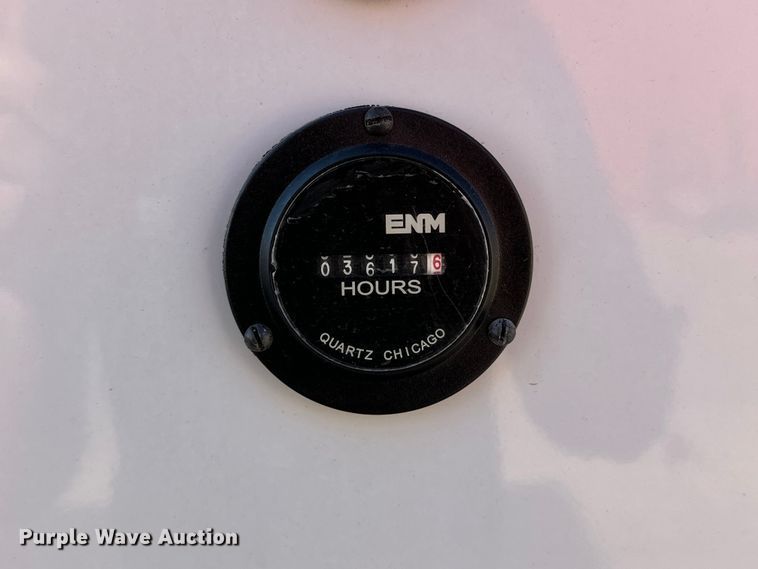 ENM
036176
HOURS
QUARTZ CHICAGO
Purple Wave Auction